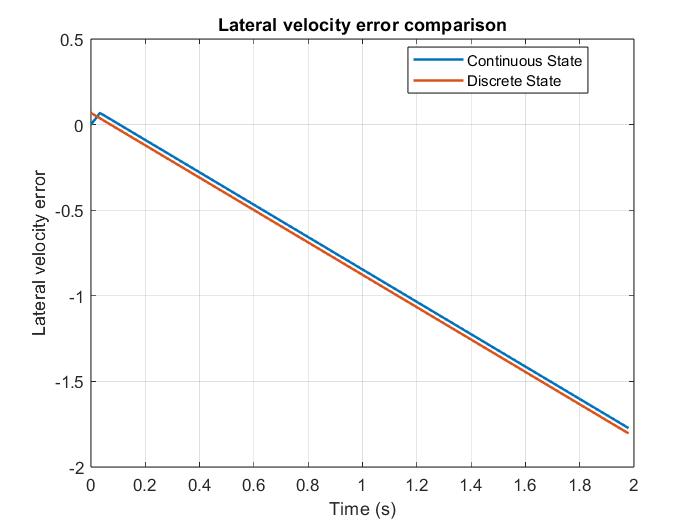 Lateral velocity error comparison
Continuous State
Discrete State
0.5
0
-0.5
-1
-1.5
-2
Lateral velocity error
0 0.2 0.4 0.6 0.8 1 1.2 1.4 1.6 1.8 2
Time (s)